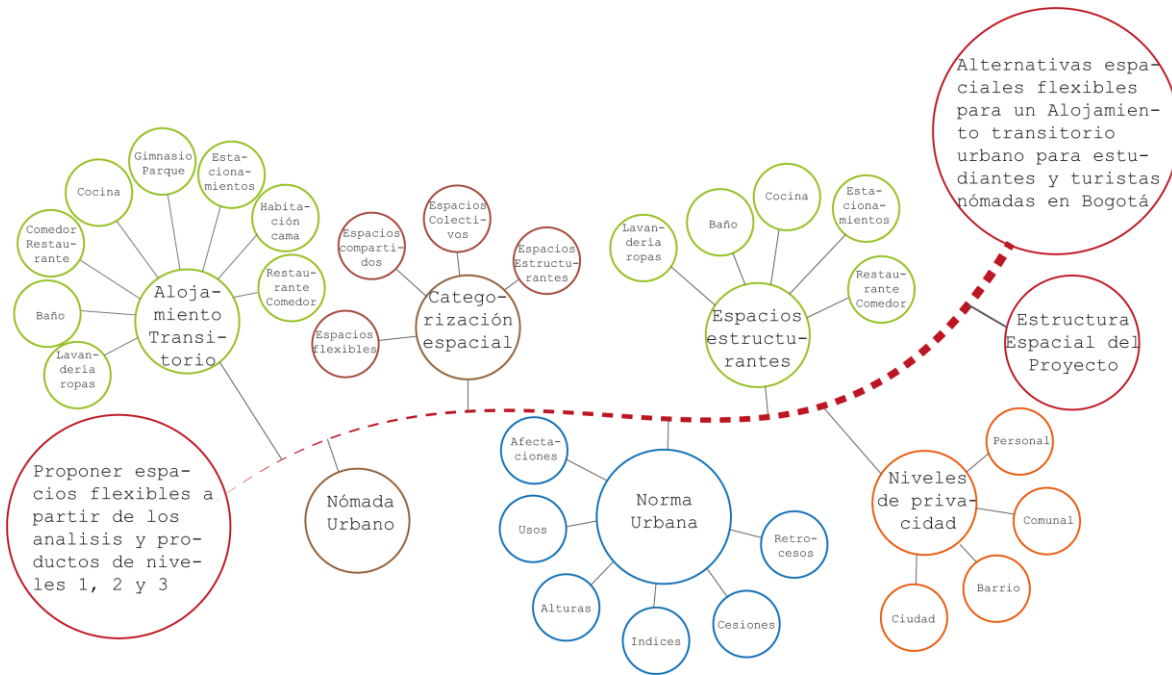 Alternativas espa-
ciales flexibles
para un Alojamien-
to transitorio
urbano para estu-
diantes y turistas
nómadas en Bogotá
Gimnasio
Parque
Esta-
cionamientos
Cocina
Habita-
ción
cama
Comedor
Restau-
rante
Restau-
rante
Comedor
Baño
Lavan-
dería
ropas
Aloja-
miento
Transi-
torio
Espacios
Colecti-
vos
Espacios
comparti-
dos
Espacios
Estructu-
rantes
Espacios
flexibles
Catego-
rización
espacial
Cocina
Baño
Esta-
cionamientos
Lavan-
dería
ropas
Restau-
rante
Comedor
Espacios
estructu-
rantes
Estructura
Espacial del
Proyecto
Proponer espa-
cios flexibles a
partir de los
analisis y pro-
ductos de nive-
les 1, 2 y 3
Nómada
Urbano
Afecta-
ciones
Usos
Alturas
Indices
Cesiones
Retro-
cesos
Norma
Urbana
Niveles
de priva-
cidad
Personal
Comunal
Barrio
Ciudad